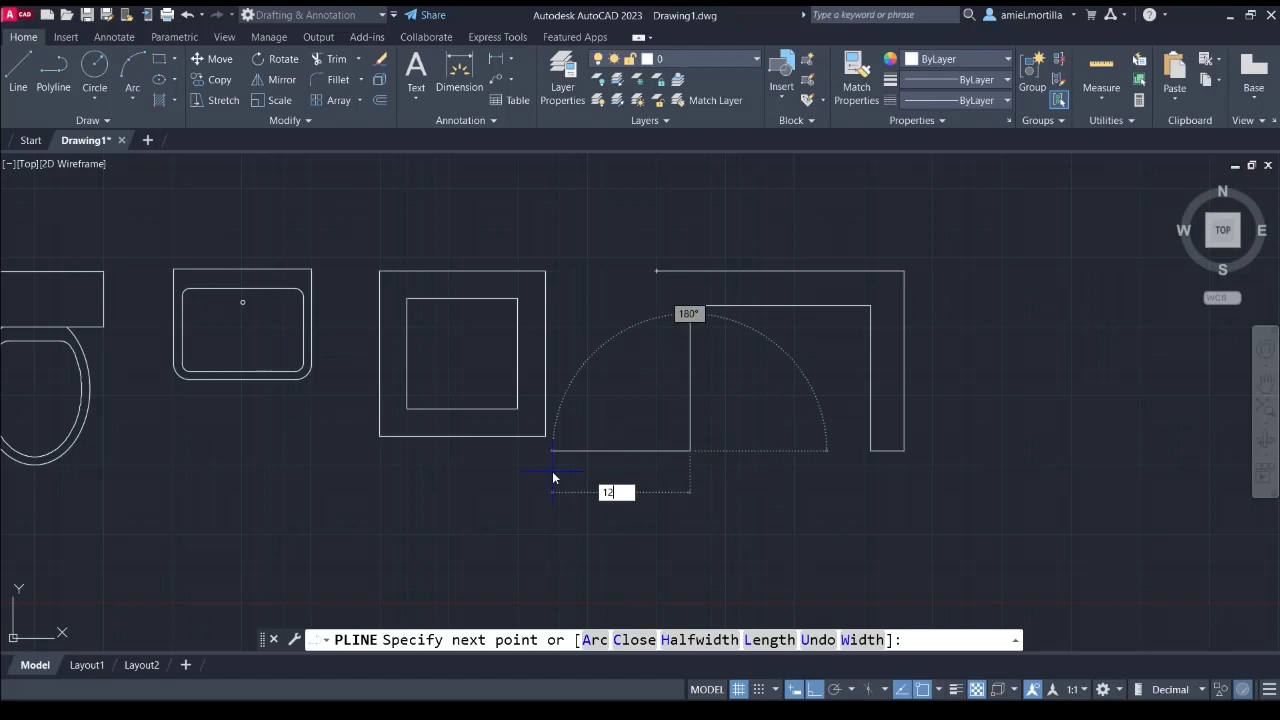 CAD Drafting & Annotation Share Autodesk AutoCAD 2023 Drawing1.dwg Type a keyword or phrase amiel.mortilla
Home Insert Annotate Parametric View Manage Output Add-ins Collaborate Express Tools Featured Apps
Move Rotate Trim 0 ByLayer
Line Polyline Circle Arc Copy Mirror Fillet Text Dimension Layer Properties Insert Match Properties ByLayer Group Measure Paste Base
Stretch Scale Array Table Match Layer ByLayer
Draw Modify Annotation Layers Block Properties Groups Utilities Clipboard View
Start Drawing1*
[−][Top][2D Wireframe]
N
W TOP E
S
WCS
180°
12
Y
X
PLINE Specify next point or [Arc Close Halfwidth Length Undo Width]:
Model Layout1 Layout2
MODEL 1:1 Decimal